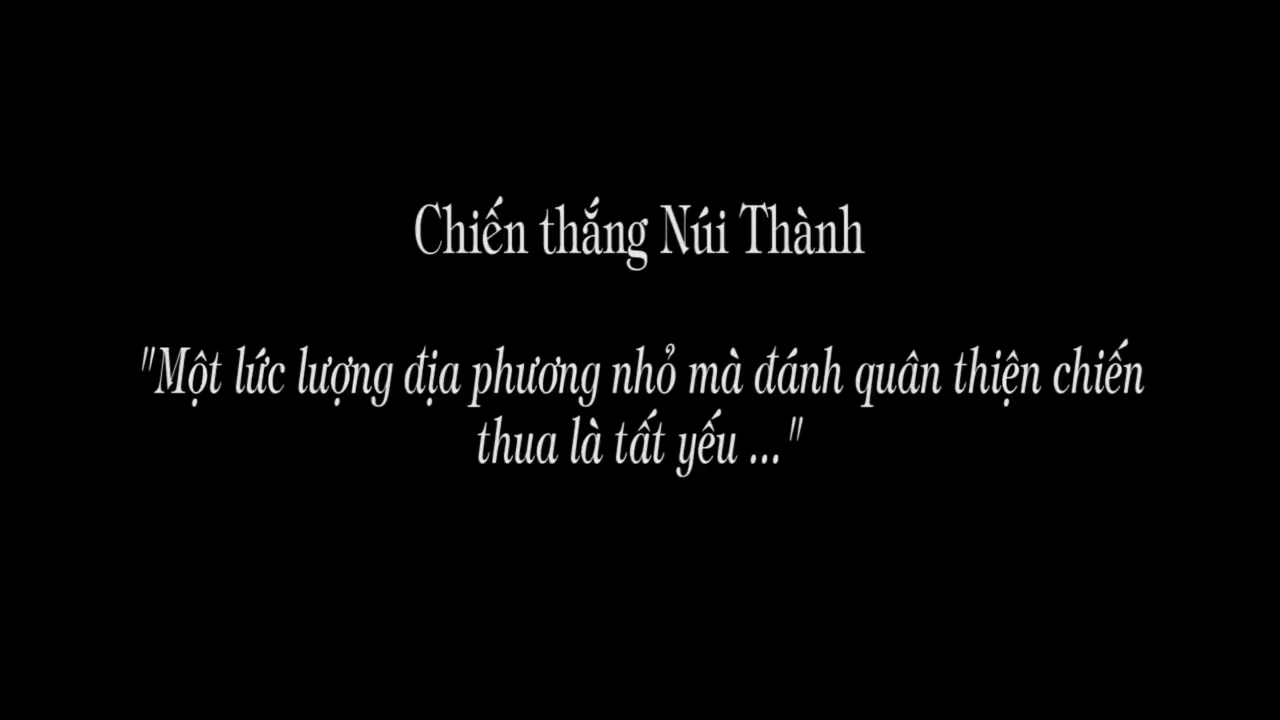 Chiến thắng Núi Thành
"Một lức lượng địa phương nhỏ mà đánh quân thiện chiến
thua là tất yếu ..."